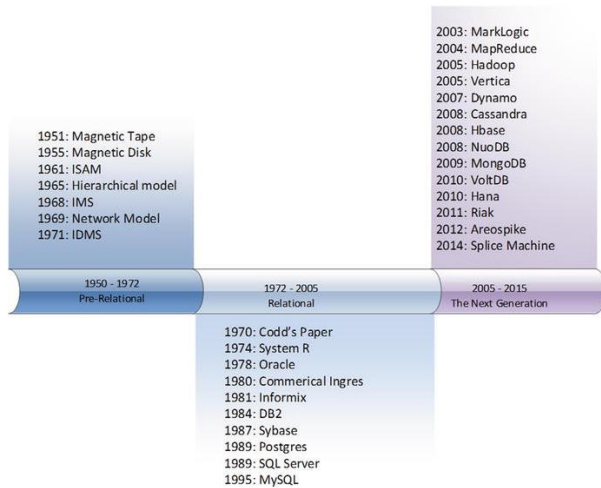 1951: Magnetic Tape
1955: Magnetic Disk
1961: ISAM
1965: Hierarchical model
1968: IMS
1969: Network Model
1971: IDMS
1950 - 1972
Pre-Relational
1972 - 2005
Relational
1970: Codd's Paper
1974: System R
1978: Oracle
1980: Commerical Ingres
1981: Informix
1984: DB2
1987: Sybase
1989: Postgres
1989: SQL Server
1995: MySQL
2003: MarkLogic
2004: MapReduce
2005: Hadoop
2005: Vertica
2007: Dynamo
2008: Cassandra
2008: Hbase
2008: NuoDB
2009: MongoDB
2010: VoltDB
2010: Hana
2011: Riak
2012: Areospike
2014: Splice Machine
2005 - 2015
The Next Generation